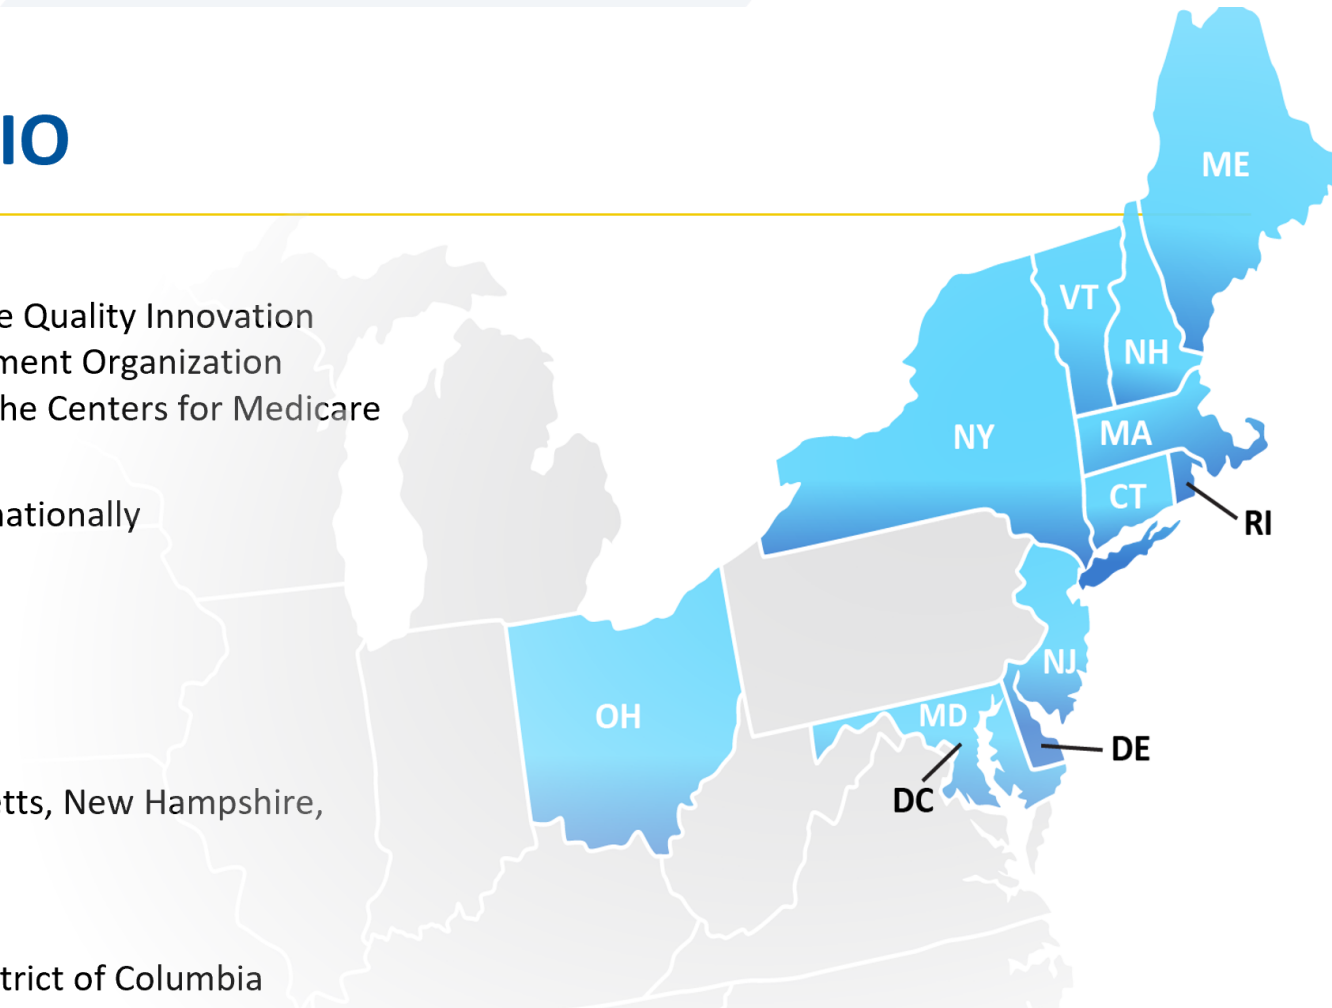 IO
e Quality Innovation
ment Organization
he Centers for Medicare
nationally
etts, New Hampshire,
trict of Columbia
ME
VT
NH
NY
MA
CT
RI
NJ
OH
MD
DE
DC